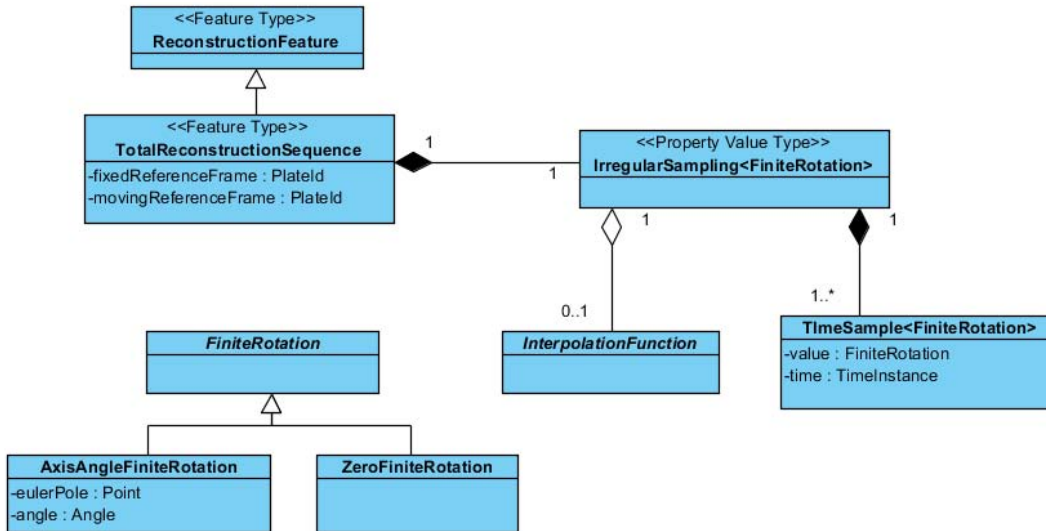 <<Feature Type>>
ReconstructionFeature
<<Feature Type>>
TotalReconstructionSequence
-fixedReferenceFrame : PlateId
-movingReferenceFrame : PlateId
1
1
<<Property Value Type>>
IrregularSampling<FiniteRotation>
1
1
0..1
1..*
FiniteRotation
InterpolationFunction
TImeSample<FiniteRotation>
-value : FiniteRotation
-time : TimeInstance
AxisAngleFiniteRotation
-eulerPole : Point
-angle : Angle
ZeroFiniteRotation